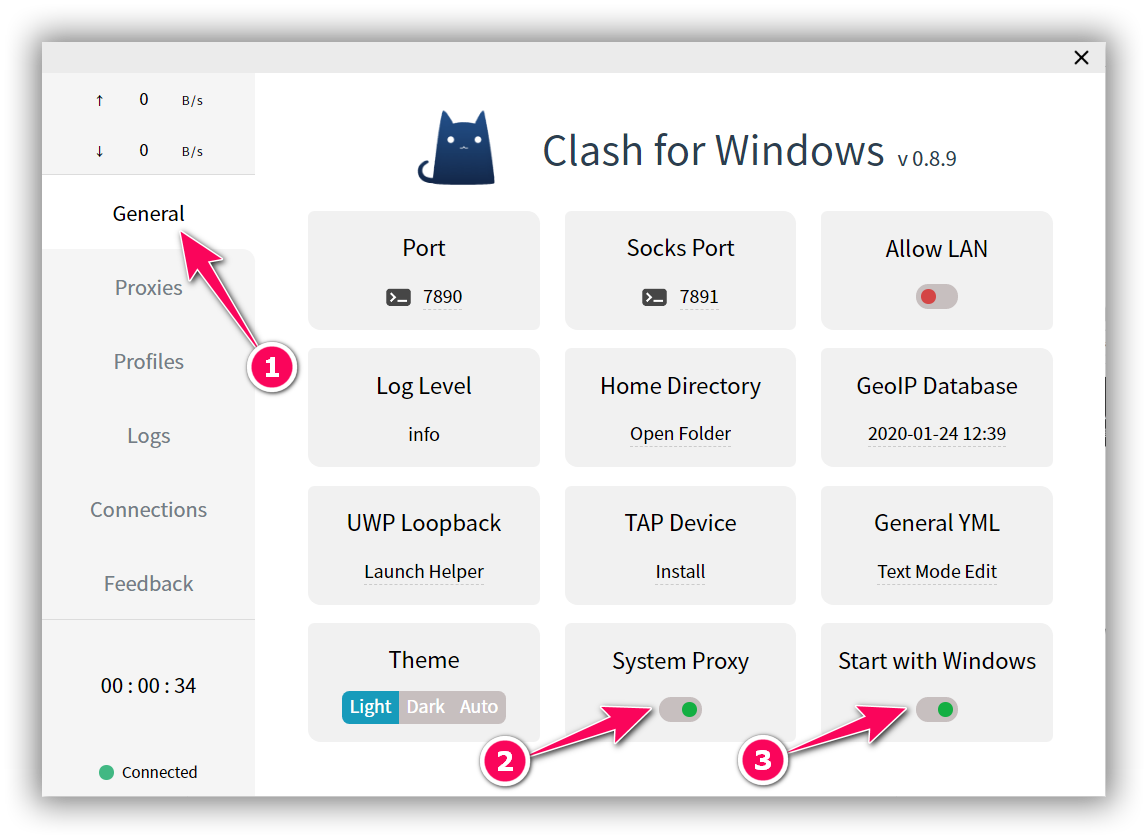 ↑ 0 B/s
↓ 0 B/s
General
Proxies
Profiles
Logs
Connections
Feedback
00 : 00 : 34
Connected
Clash for Windows v 0.8.9
Port
7890
Socks Port
7891
Allow LAN
Log Level
info
Home Directory
Open Folder
GeoIP Database
2020-01-24 12:39
UWP Loopback
Launch Helper
TAP Device
Install
General YML
Text Mode Edit
Theme
Light Dark Auto
System Proxy
Start with Windows
1
2
3